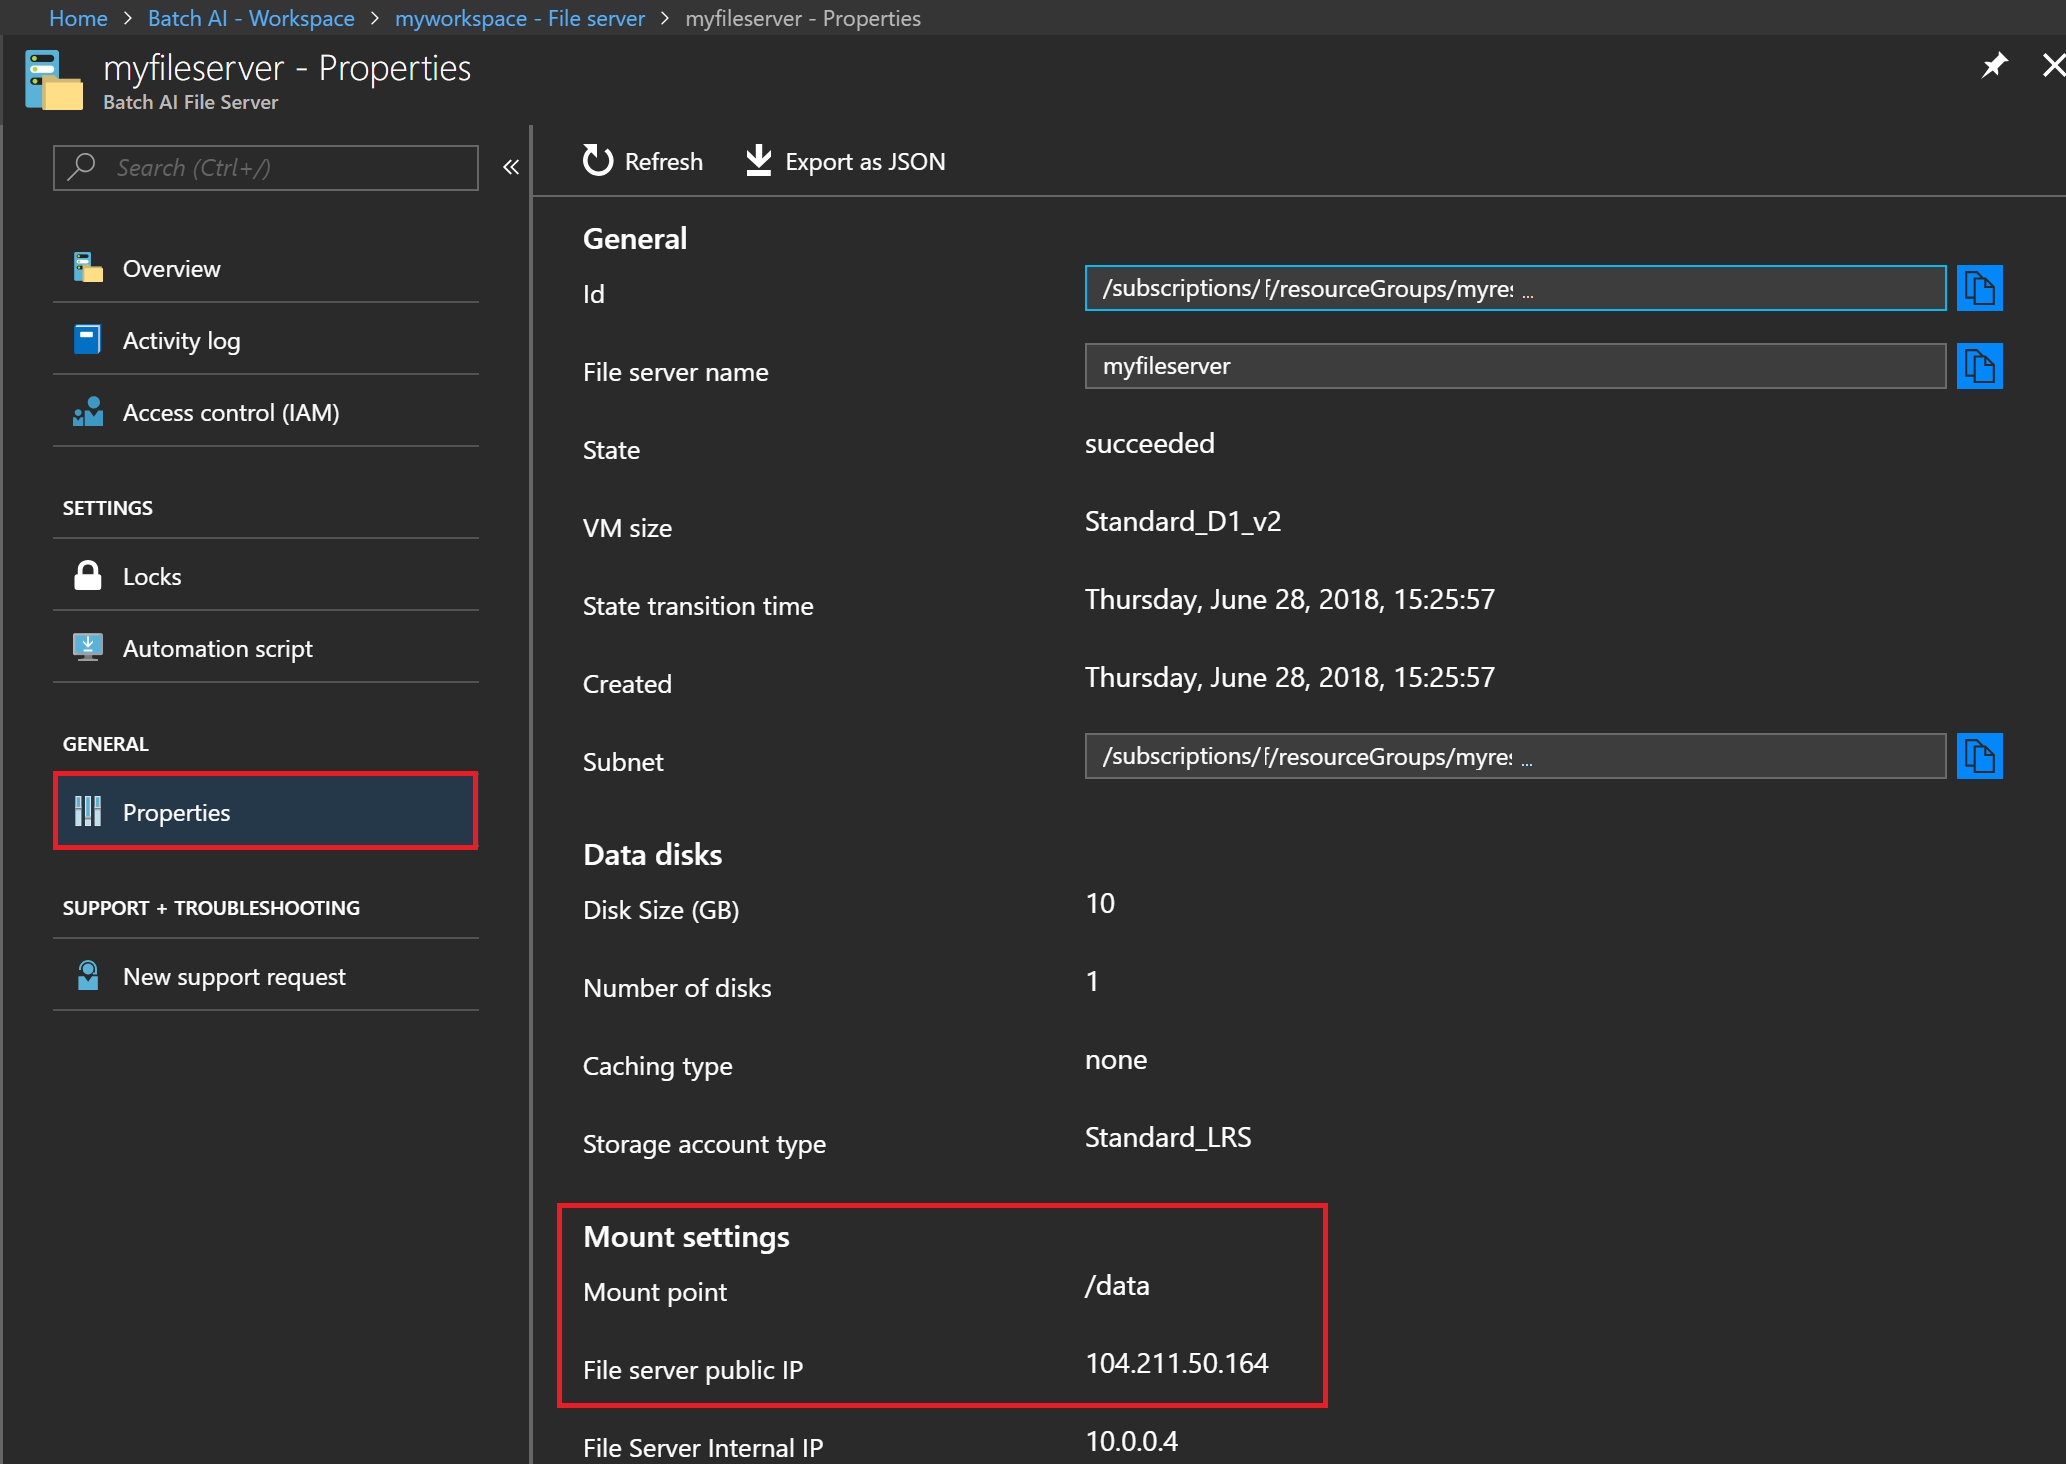 Home > Batch AI - Workspace > myworkspace - File server > myfileserver - Properties
myfileserver - Properties
Batch AI File Server
Search (Ctrl+/)
«
Refresh
Export as JSON
Overview
Activity log
Access control (IAM)
SETTINGS
Locks
Automation script
GENERAL
Properties
SUPPORT + TROUBLESHOOTING
New support request
General
Id /subscriptions/ f/resourceGroups/myres ...
File server name myfileserver
State succeeded
VM size Standard_D1_v2
State transition time Thursday, June 28, 2018, 15:25:57
Created Thursday, June 28, 2018, 15:25:57
Subnet /subscriptions/ f/resourceGroups/myres ...
Data disks
Disk Size (GB) 10
Number of disks 1
Caching type none
Storage account type Standard_LRS
Mount settings
Mount point /data
File server public IP 104.211.50.164
File Server Internal IP 10.0.0.4